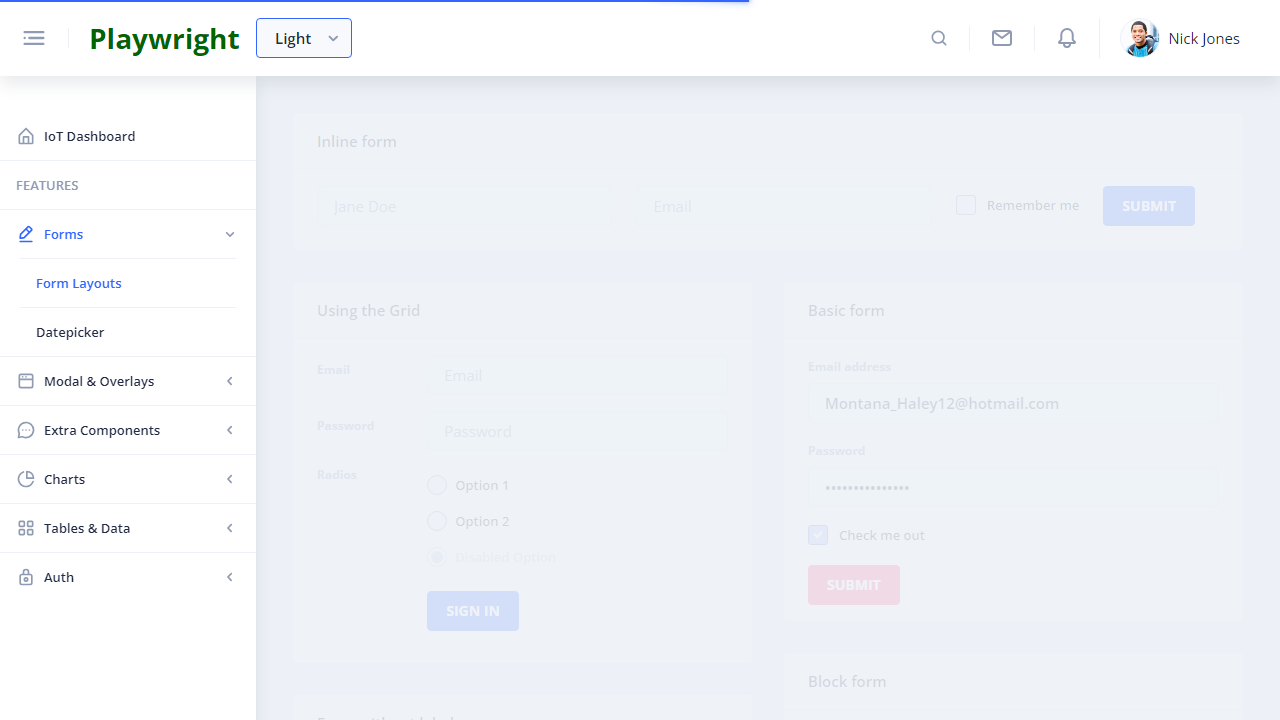 Playwright
Light
Nick Jones
IoT Dashboard
FEATURES
Forms
Form Layouts
Datepicker
Modal & Overlays
Extra Components
Charts
Tables & Data
Auth
Inline form
Jane Doe
Email
Remember me
SUBMIT
Using the Grid
Email
Email
Password
Password
Radios
Option 1
Option 2
Disabled Option
SIGN IN
Basic form
Email address
Montana_Haley12@hotmail.com
Password
•••••••••••••••
Check me out
SUBMIT
Block form